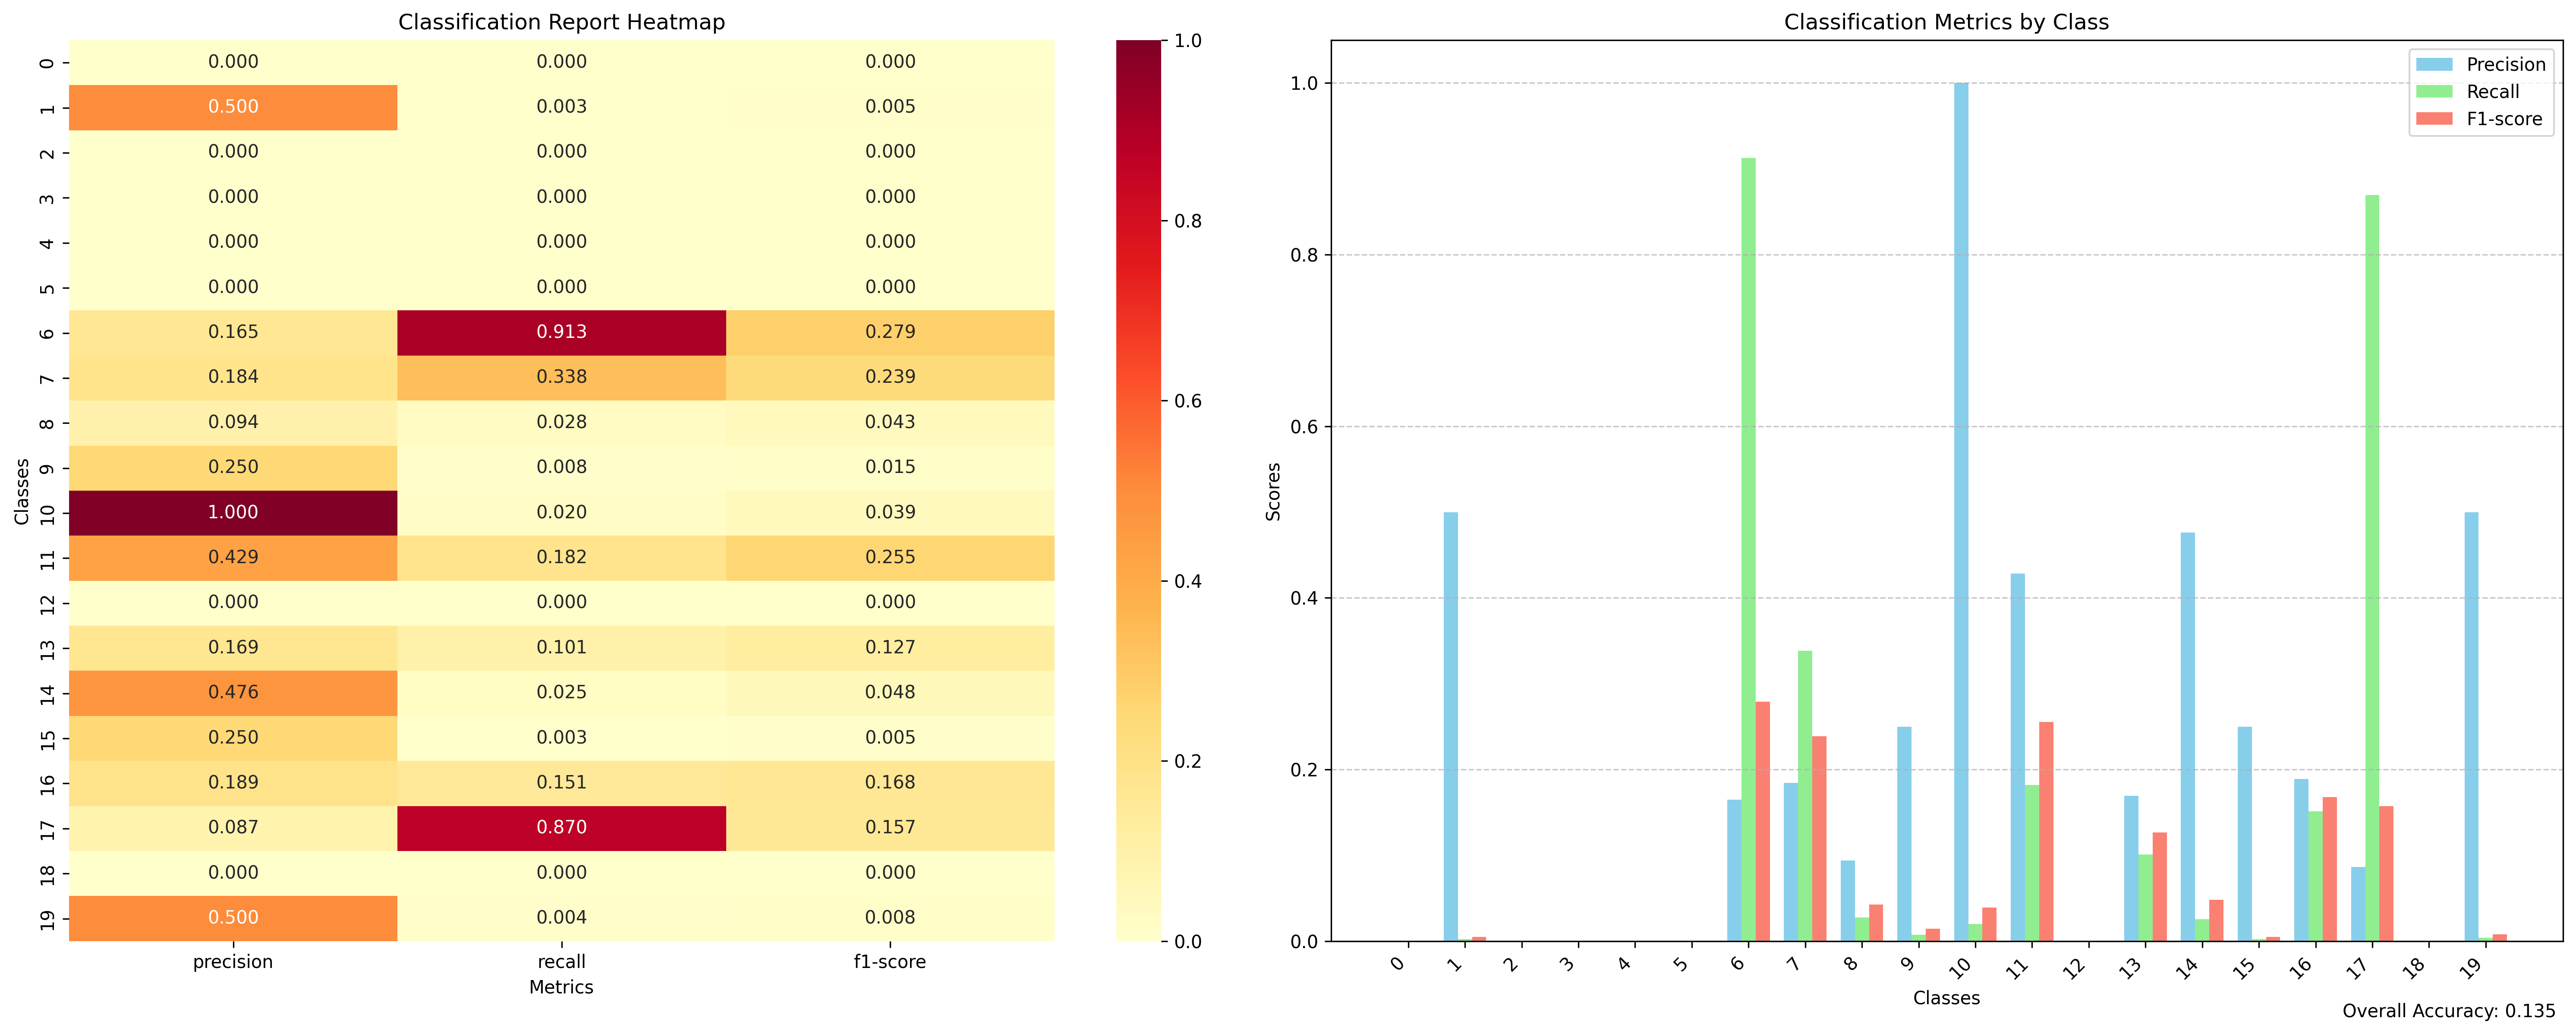 Classification Report Heatmap
Classes
0 0.000 0.000 0.000
1 0.500 0.003 0.005
2 0.000 0.000 0.000
3 0.000 0.000 0.000
4 0.000 0.000 0.000
5 0.000 0.000 0.000
6 0.165 0.913 0.279
7 0.184 0.338 0.239
8 0.094 0.028 0.043
9 0.250 0.008 0.015
10 1.000 0.020 0.039
11 0.429 0.182 0.255
12 0.000 0.000 0.000
13 0.169 0.101 0.127
14 0.476 0.025 0.048
15 0.250 0.003 0.005
16 0.189 0.151 0.168
17 0.087 0.870 0.157
18 0.000 0.000 0.000
19 0.500 0.004 0.008
precision recall f1-score
Metrics
1.0
0.8
0.6
0.4
0.2
0.0
Classification Metrics by Class
Precision
Recall
F1-score
Scores
1.0
0.8
0.6
0.4
0.2
0.0
0 1 2 3 4 5 6 7 8 9 10 11 12 13 14 15 16 17 18 19
Classes
Overall Accuracy: 0.135